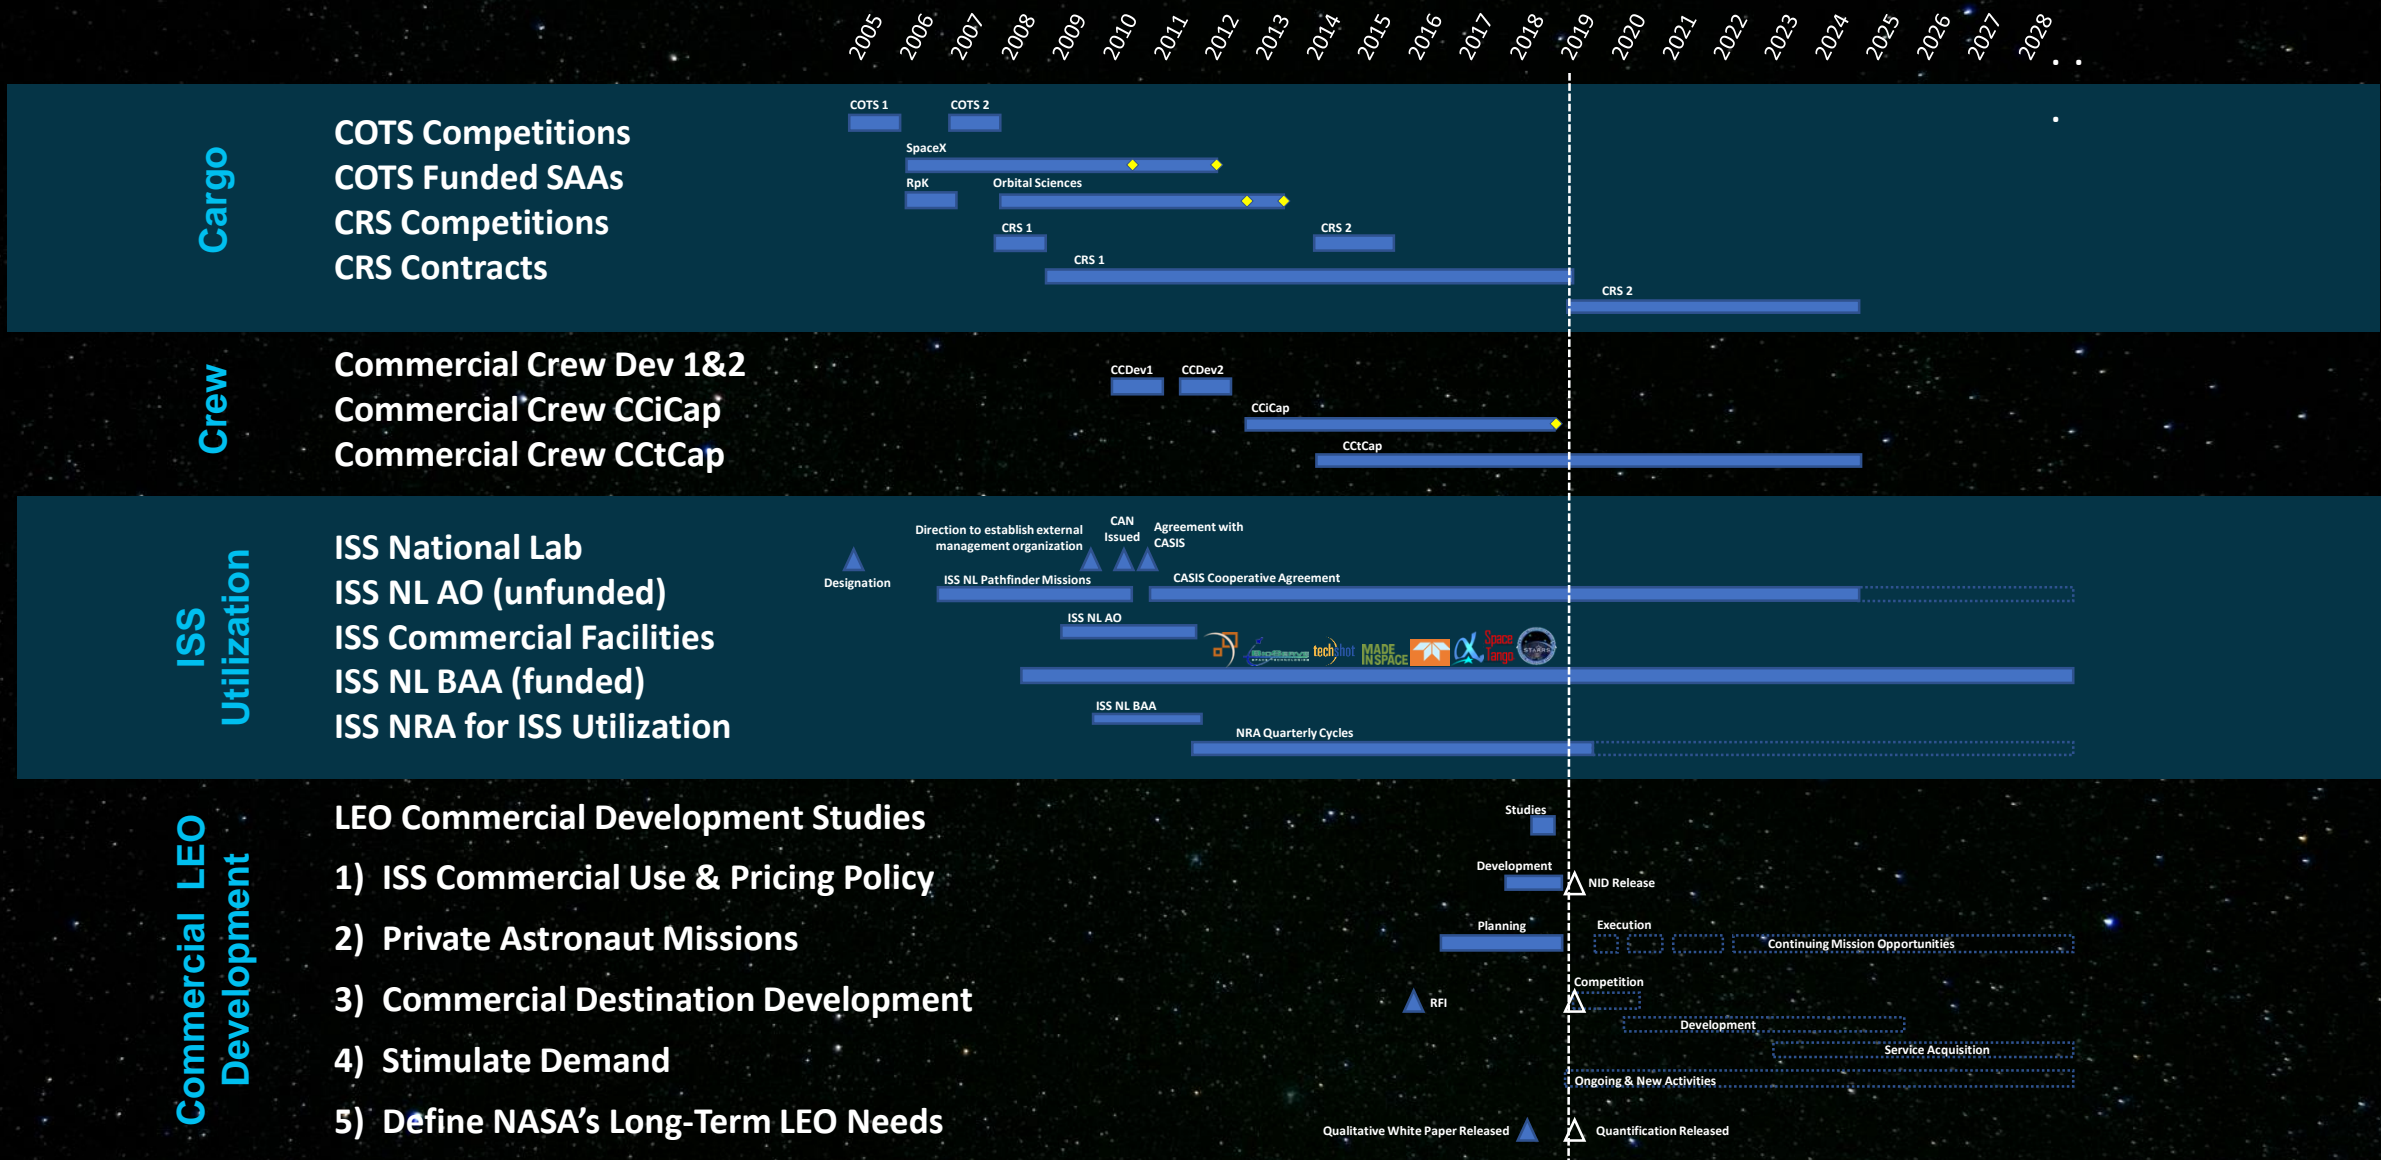 2005 2006 2007 2008 2009 2010 2011 2012 2013 2014 2015 2016 2017 2018 2019 2020 2021 2022 2023 2024 2025 2026 2027 2028 . . .
Cargo
COTS Competitions
COTS Funded SAAs
CRS Competitions
CRS Contracts
COTS 1
COTS 2
SpaceX
RpK
Orbital Sciences
CRS 1
CRS 2
CRS 1
CRS 2
Crew
Commercial Crew Dev 1&2
Commercial Crew CCiCap
Commercial Crew CCtCap
CCDev1
CCDev2
CCiCap
CCtCap
ISS
Utilization
ISS National Lab
ISS NL AO (unfunded)
ISS Commercial Facilities
ISS NL BAA (funded)
ISS NRA for ISS Utilization
Designation
Direction to establish external
management organization
CAN
Issued
Agreement with
CASIS
ISS NL Pathfinder Missions
CASIS Cooperative Agreement
ISS NL AO
BioServe
SPACE TECHNOLOGIES
techshot
MADE
INSPACE
Space
Tango
STaARS
ISS NL BAA
NRA Quarterly Cycles
Commercial LEO
Development
LEO Commercial Development Studies
1) ISS Commercial Use & Pricing Policy
2) Private Astronaut Missions
3) Commercial Destination Development
4) Stimulate Demand
5) Define NASA's Long-Term LEO Needs
Studies
Development
NID Release
Planning
Execution
Continuing Mission Opportunities
RFI
Competition
Development
Service Acquisition
Ongoing & New Activities
Qualitative White Paper Released
Quantification Released